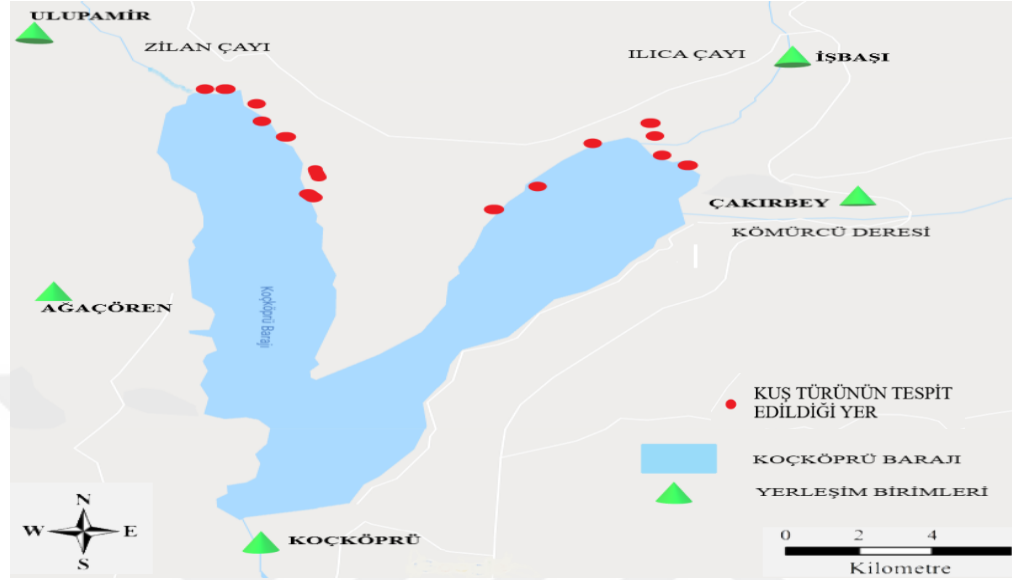 ULUPAMİR
ZİLAN ÇAYI
ILICA ÇAYI
İŞBAŞI
ÇAKIRBEY
KÖMÜRCÜ DERESİ
AĞAÇÖREN
Koçköprü Barajı
KUŞ TÜRÜNÜN TESPİT
EDİLDİĞİ YER
KOÇKÖPRÜ BARAJI
YERLEŞİM BİRİMLERİ
N
W E
S
KOÇKÖPRÜ
0 2 4
Kilometre